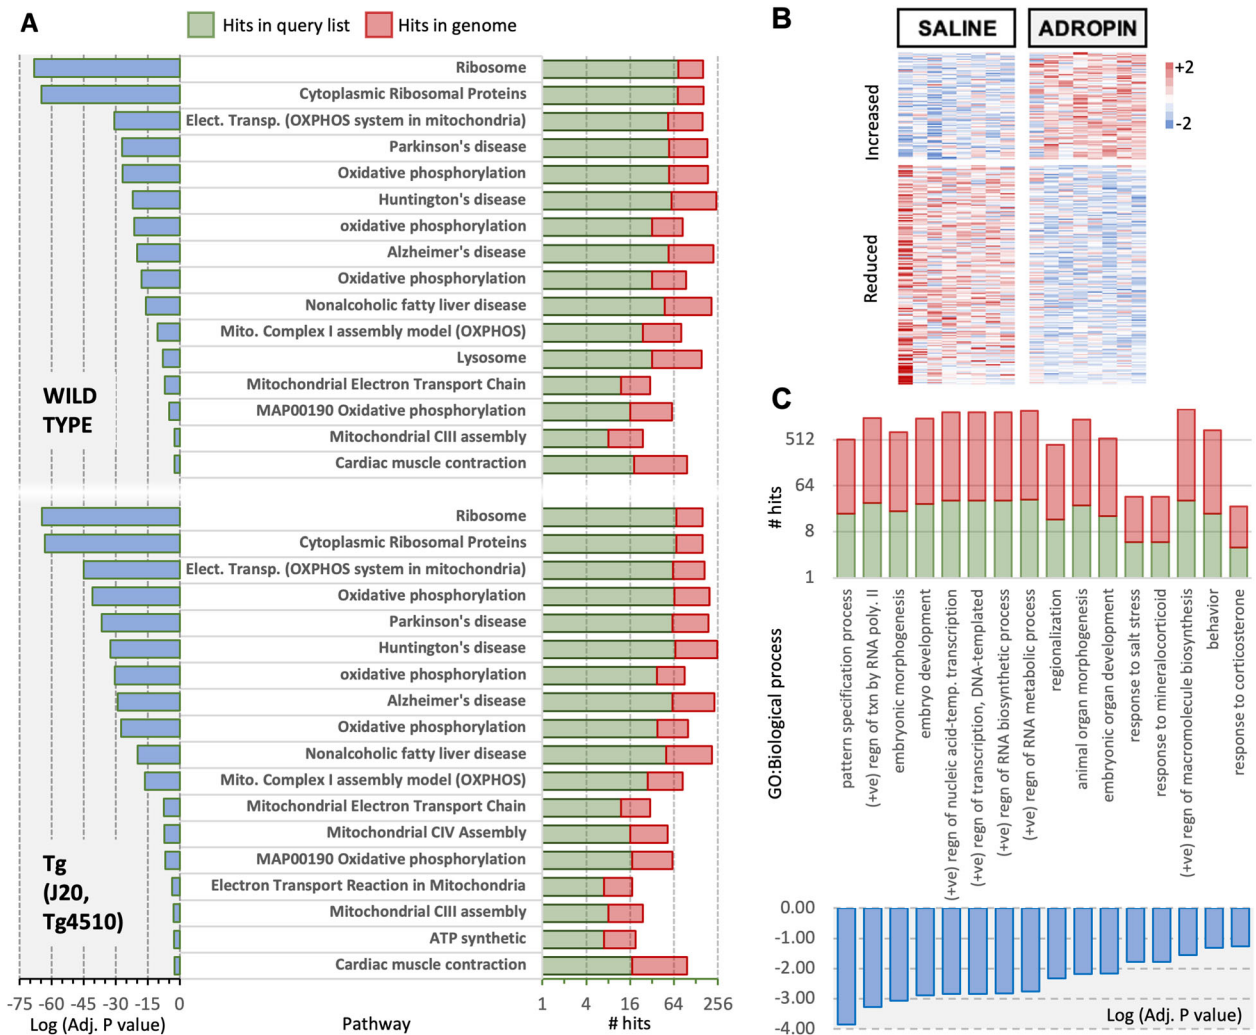 A
Hits in query list
Hits in genome
Ribosome
Cytoplasmic Ribosomal Proteins
Elect. Transp. (OXPHOS system in mitochondria)
Parkinson's disease
Oxidative phosphorylation
Huntington's disease
oxidative phosphorylation
Alzheimer's disease
Oxidative phosphorylation
Nonalcoholic fatty liver disease
Mito. Complex I assembly model (OXPHOS)
Lysosome
Mitochondrial Electron Transport Chain
MAP00190 Oxidative phosphorylation
Mitochondrial CIII assembly
Cardiac muscle contraction
WILD
TYPE
Ribosome
Cytoplasmic Ribosomal Proteins
Elect. Transp. (OXPHOS system in mitochondria)
Oxidative phosphorylation
Parkinson's disease
Huntington's disease
oxidative phosphorylation
Alzheimer's disease
Oxidative phosphorylation
Nonalcoholic fatty liver disease
Mito. Complex I assembly model (OXPHOS)
Mitochondrial Electron Transport Chain
Mitochondrial CIV Assembly
MAP00190 Oxidative phosphorylation
Electron Transport Reaction in Mitochondria
Mitochondrial CIII assembly
ATP synthetic
Cardiac muscle contraction
Tg
(J20,
Tg4510)
-75 -60 -45 -30 -15 0
1 4 16 64 256
Log (Adj. P value)
Pathway
# hits
B
SALINE
ADROPIN
Increased
Reduced
+2
-2
C
512
64
8
1
# hits
GO:Biological process
pattern specification process
(+ve) regn of txn by RNA poly. II
embryonic morphogenesis
embryo development
(+ve) regn of nucleic acid-temp. transcription
(+ve) regn of transcription, DNA-templated
(+ve) regn of RNA biosynthetic process
(+ve) regn of RNA metabolic process
regionalization
animal organ morphogenesis
embryonic organ development
response to salt stress
response to mineralocorticoid
(+ve) regn of macromolecule biosynthesis
behavior
response to corticosterone
0.00
-1.00
-2.00
-3.00
-4.00
Log (Adj. P value)